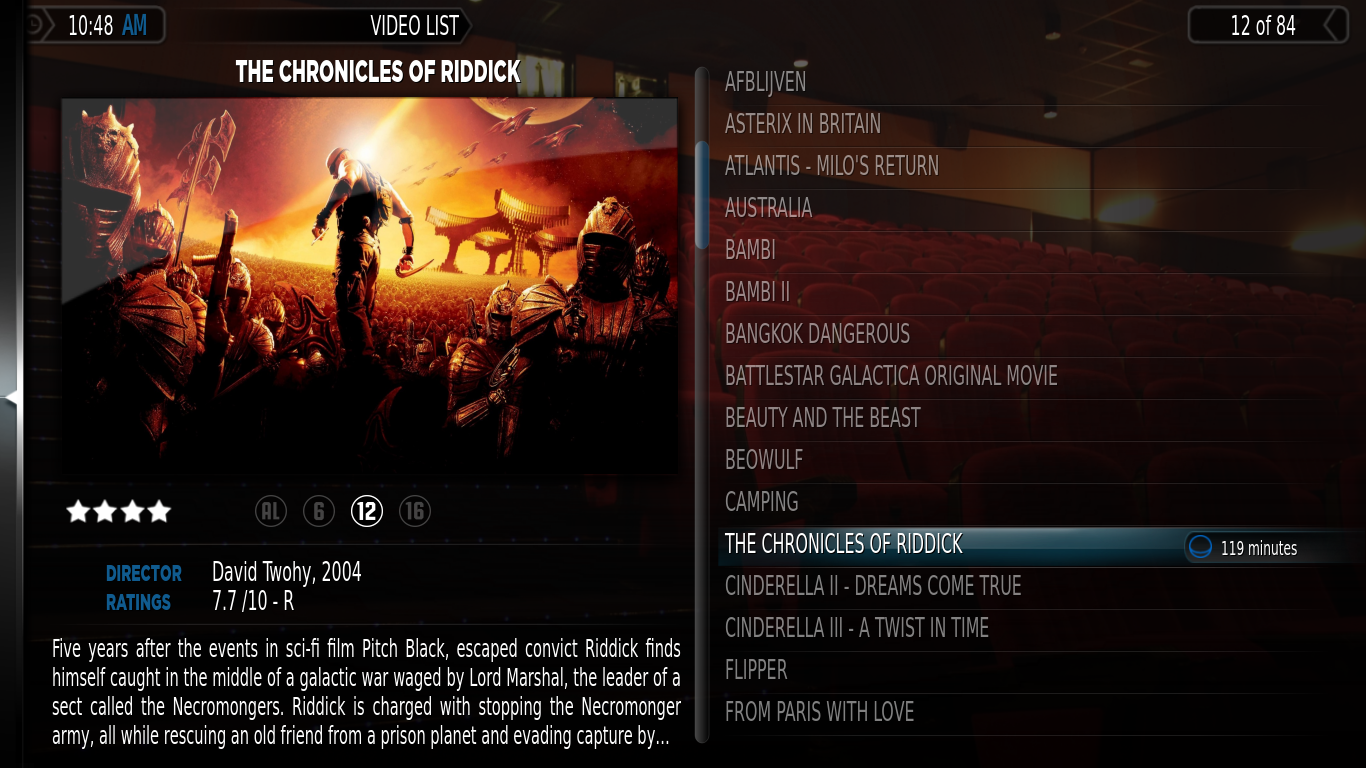 10:48 AM
VIDEO LIST
12 of 84
THE CHRONICLES OF RIDDICK
AL 6 12 16
DIRECTOR David Twohy, 2004
RATINGS 7.7 /10 - R
Five years after the events in sci-fi film Pitch Black, escaped convict Riddick finds
himself caught in the middle of a galactic war waged by Lord Marshal, the leader of a
sect called the Necromongers. Riddick is charged with stopping the Necromonger
army, all while rescuing an old friend from a prison planet and evading capture by...
AFBLIJVEN
ASTERIX IN BRITAIN
ATLANTIS - MILO'S RETURN
AUSTRALIA
BAMBI
BAMBI II
BANGKOK DANGEROUS
BATTLESTAR GALACTICA ORIGINAL MOVIE
BEAUTY AND THE BEAST
BEOWULF
CAMPING
THE CHRONICLES OF RIDDICK 119 minutes
CINDERELLA II - DREAMS COME TRUE
CINDERELLA III - A TWIST IN TIME
FLIPPER
FROM PARIS WITH LOVE